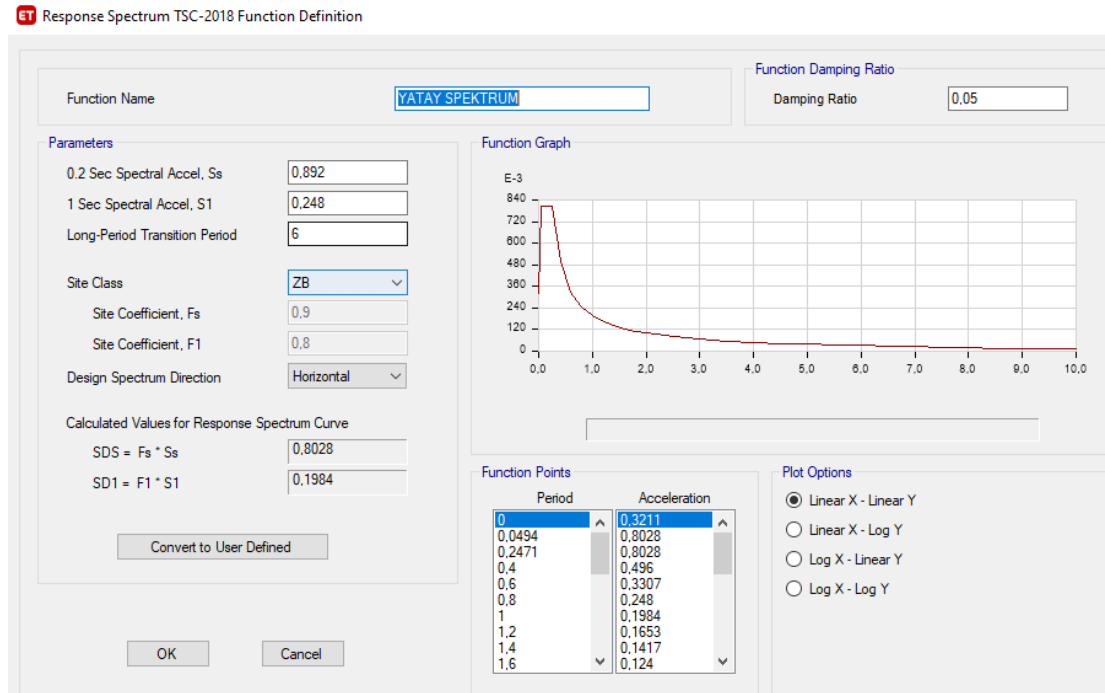 ET Response Spectrum TSC-2018 Function Definition
Function Name YATAY SPEKTRUM
Function Damping Ratio
Damping Ratio 0,05
Parameters
0.2 Sec Spectral Accel, Ss 0,892
1 Sec Spectral Accel, S1 0,248
Long-Period Transition Period 6
Site Class ZB
Site Coefficient, Fs 0,9
Site Coefficient, F1 0,8
Design Spectrum Direction Horizontal
Calculated Values for Response Spectrum Curve
SDS = Fs * Ss 0,8028
SD1 = F1 * S1 0,1984
Convert to User Defined
OK Cancel
Function Graph
E-3
840
720
600
480
360
240
120
0
0,0 1,0 2,0 3,0 4,0 5,0 6,0 7,0 8,0 9,0 10,0
Function Points
Period Acceleration
0 0,3211
0,0494 0,8028
0,2471 0,8028
0,4 0,496
0,6 0,3307
0,8 0,248
1 0,1984
1,2 0,1653
1,4 0,1417
1,6 0,124
Plot Options
Linear X - Linear Y
Linear X - Log Y
Log X - Linear Y
Log X - Log Y